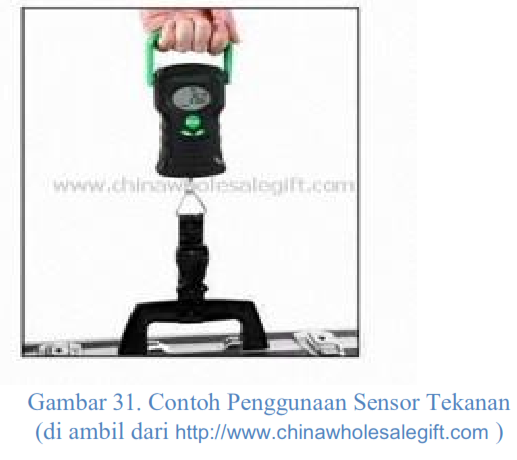 www.chinawholesalegift.com
Gambar 31. Contoh Penggunaan Sensor Tekanan
(di ambil dari http://www.chinawholesalegift.com )